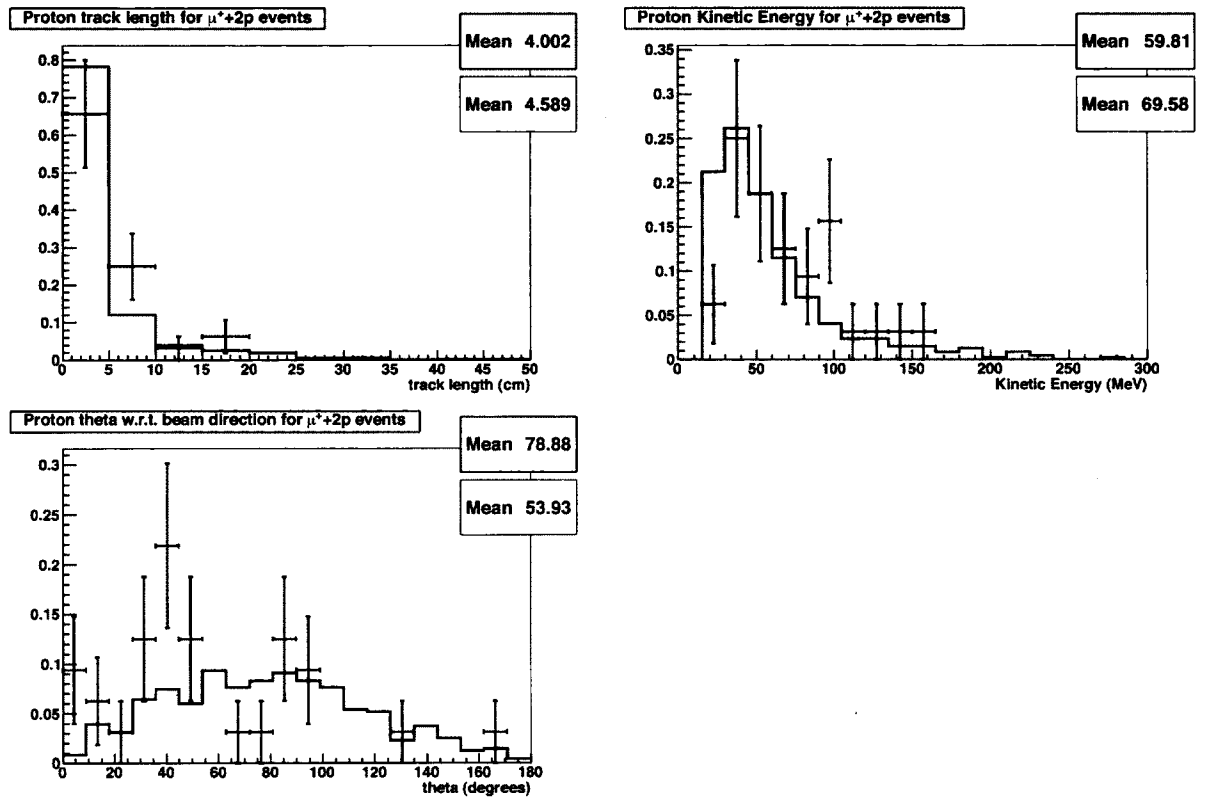 Proton track length for μ⁺+2p events
Mean 4.002
Mean 4.589
0.8
0.7
0.6
0.5
0.4
0.3
0.2
0.1
0
0 5 10 15 20 25 30 35 40 45 50
track length (cm)
Proton Kinetic Energy for μ⁺+2p events
Mean 59.81
Mean 69.58
0.35
0.3
0.25
0.2
0.15
0.1
0.05
0
0 50 100 150 200 250 300
Kinetic Energy (MeV)
Proton theta w.r.t. beam direction for μ⁺+2p events
Mean 78.88
Mean 53.93
0.3
0.25
0.2
0.15
0.1
0.05
0
0 20 40 60 80 100 120 140 160 180
theta (degrees)